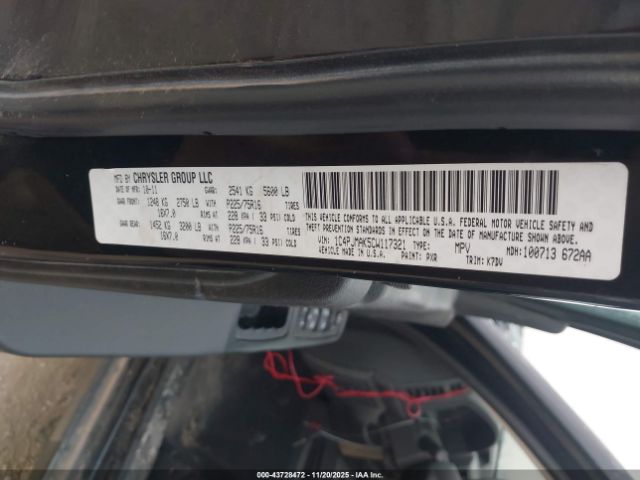 MFD BY CHRYSLER GROUP LLC
DATE OF MFR: 10-11 GVWR: 2541 KG 5600 LB
GAWR FRONT: 1248 KG 2750 LB WITH P225/75R16 TIRES
16X7.0 RIMS AT 228 KPA / 33 PSI COLD
GAWR REAR: 1452 KG 3200 LB WITH P225/75R16 TIRES
16X7.0 RIMS AT 228 KPA / 33 PSI COLD
THIS VEHICLE CONFORMS TO ALL APPLICABLE
U.S.A. FEDERAL MOTOR VEHICLE SAFETY AND
THEFT PREVENTION STANDARDS IN EFFECT ON THE
DATE OF MANUFACTURE SHOWN ABOVE.
VIN: 1C4PJMAK5CW117321 TYPE: MPV
VEHICLE MADE IN U.S.A. PAINT: PXR TRIM: K7DV MDH: 100713 672AA
© 00-43728472 - 11/20/2025 - IAA Inc.